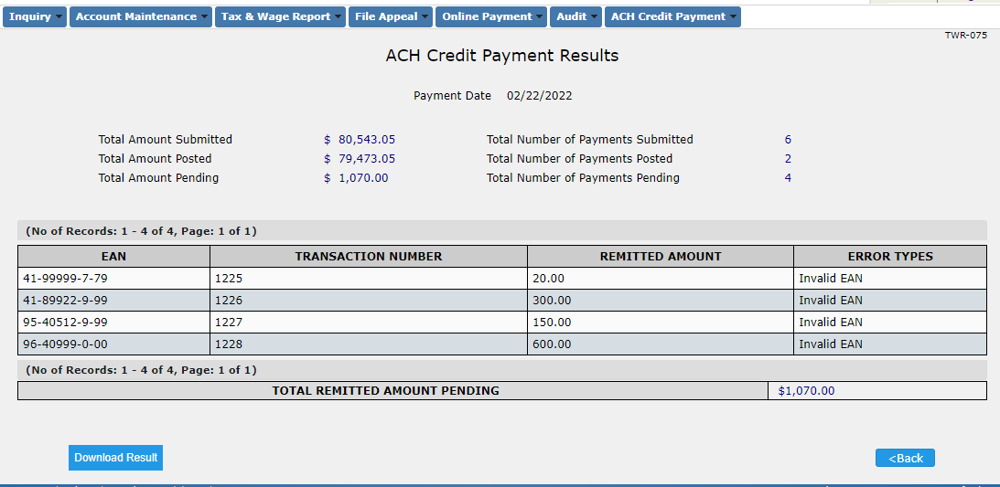 Inquiry Account Maintenance Tax & Wage Report File Appeal Online Payment Audit ACH Credit Payment
TWR-075
ACH Credit Payment Results
Payment Date 02/22/2022
Total Amount Submitted $ 80,543.05 Total Number of Payments Submitted 6
Total Amount Posted $ 79,473.05 Total Number of Payments Posted 2
Total Amount Pending $ 1,070.00 Total Number of Payments Pending 4
(No of Records: 1 - 4 of 4, Page: 1 of 1)
EAN TRANSACTION NUMBER REMITTED AMOUNT ERROR TYPES
41-99999-7-79 1225 20.00 Invalid EAN
41-89922-9-99 1226 300.00 Invalid EAN
95-40512-9-99 1227 150.00 Invalid EAN
96-40999-0-00 1228 600.00 Invalid EAN
(No of Records: 1 - 4 of 4, Page: 1 of 1)
TOTAL REMITTED AMOUNT PENDING $1,070.00
Download Result <Back